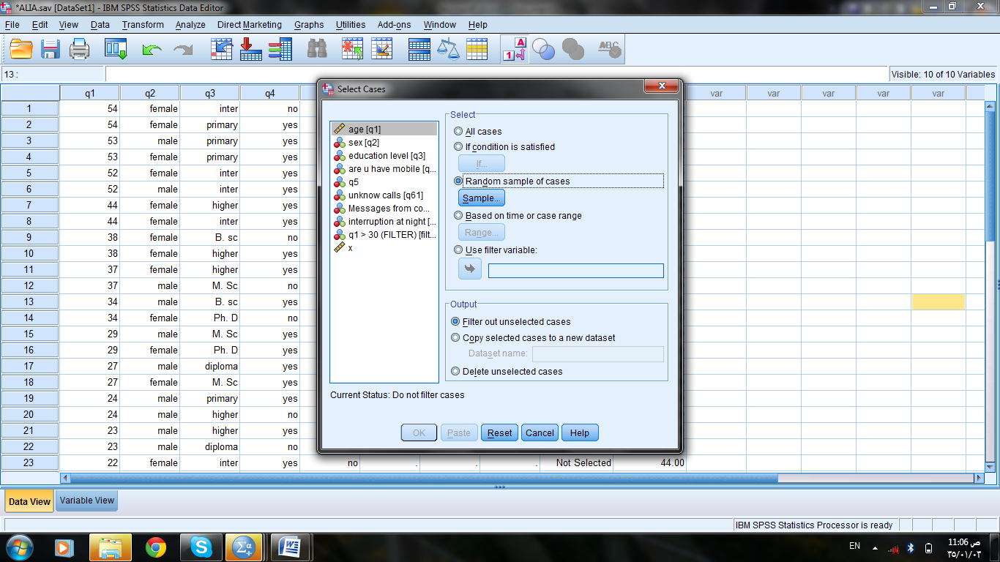 *ALIA.sav [DataSet1] - IBM SPSS Statistics Data Editor
File Edit View Data Transform Analyze Direct Marketing Graphs Utilities Add-ons Window Help
13 :
Visible: 10 of 10 Variables
q1 q2 q3 q4 var var var var var
1 54 female inter no
2 54 female primary yes
3 53 male primary yes
4 53 female primary yes
5 52 female inter yes
6 52 male inter yes
7 44 female higher yes
8 44 female inter yes
9 38 female B. sc no
10 38 female higher yes
11 37 female higher yes
12 37 male M. Sc no
13 34 male B. sc yes
14 34 female Ph. D no
15 29 male M. Sc yes
16 29 female Ph. D yes
17 27 male diploma yes
18 27 female M. Sc yes
19 24 male primary yes
20 24 male higher no
21 23 male higher yes
22 23 male diploma no
23 22 female inter yes no . . . Not Selected 44.00
Select Cases
age [q1]
sex [q2]
education level [q3]
are u have mobile [q...
q5
unknow calls [q61]
Messages from co...
interruption at night [...
q1 > 30 (FILTER) [filt...
x
Select
All cases
If condition is satisfied
If...
Random sample of cases
Sample...
Based on time or case range
Range...
Use filter variable:
Output
Filter out unselected cases
Copy selected cases to a new dataset
Dataset name:
Delete unselected cases
Current Status: Do not filter cases
OK Paste Reset Cancel Help
Data View Variable View
IBM SPSS Statistics Processor is ready
EN
11:06 ص
٣٥/٠١/٠٣